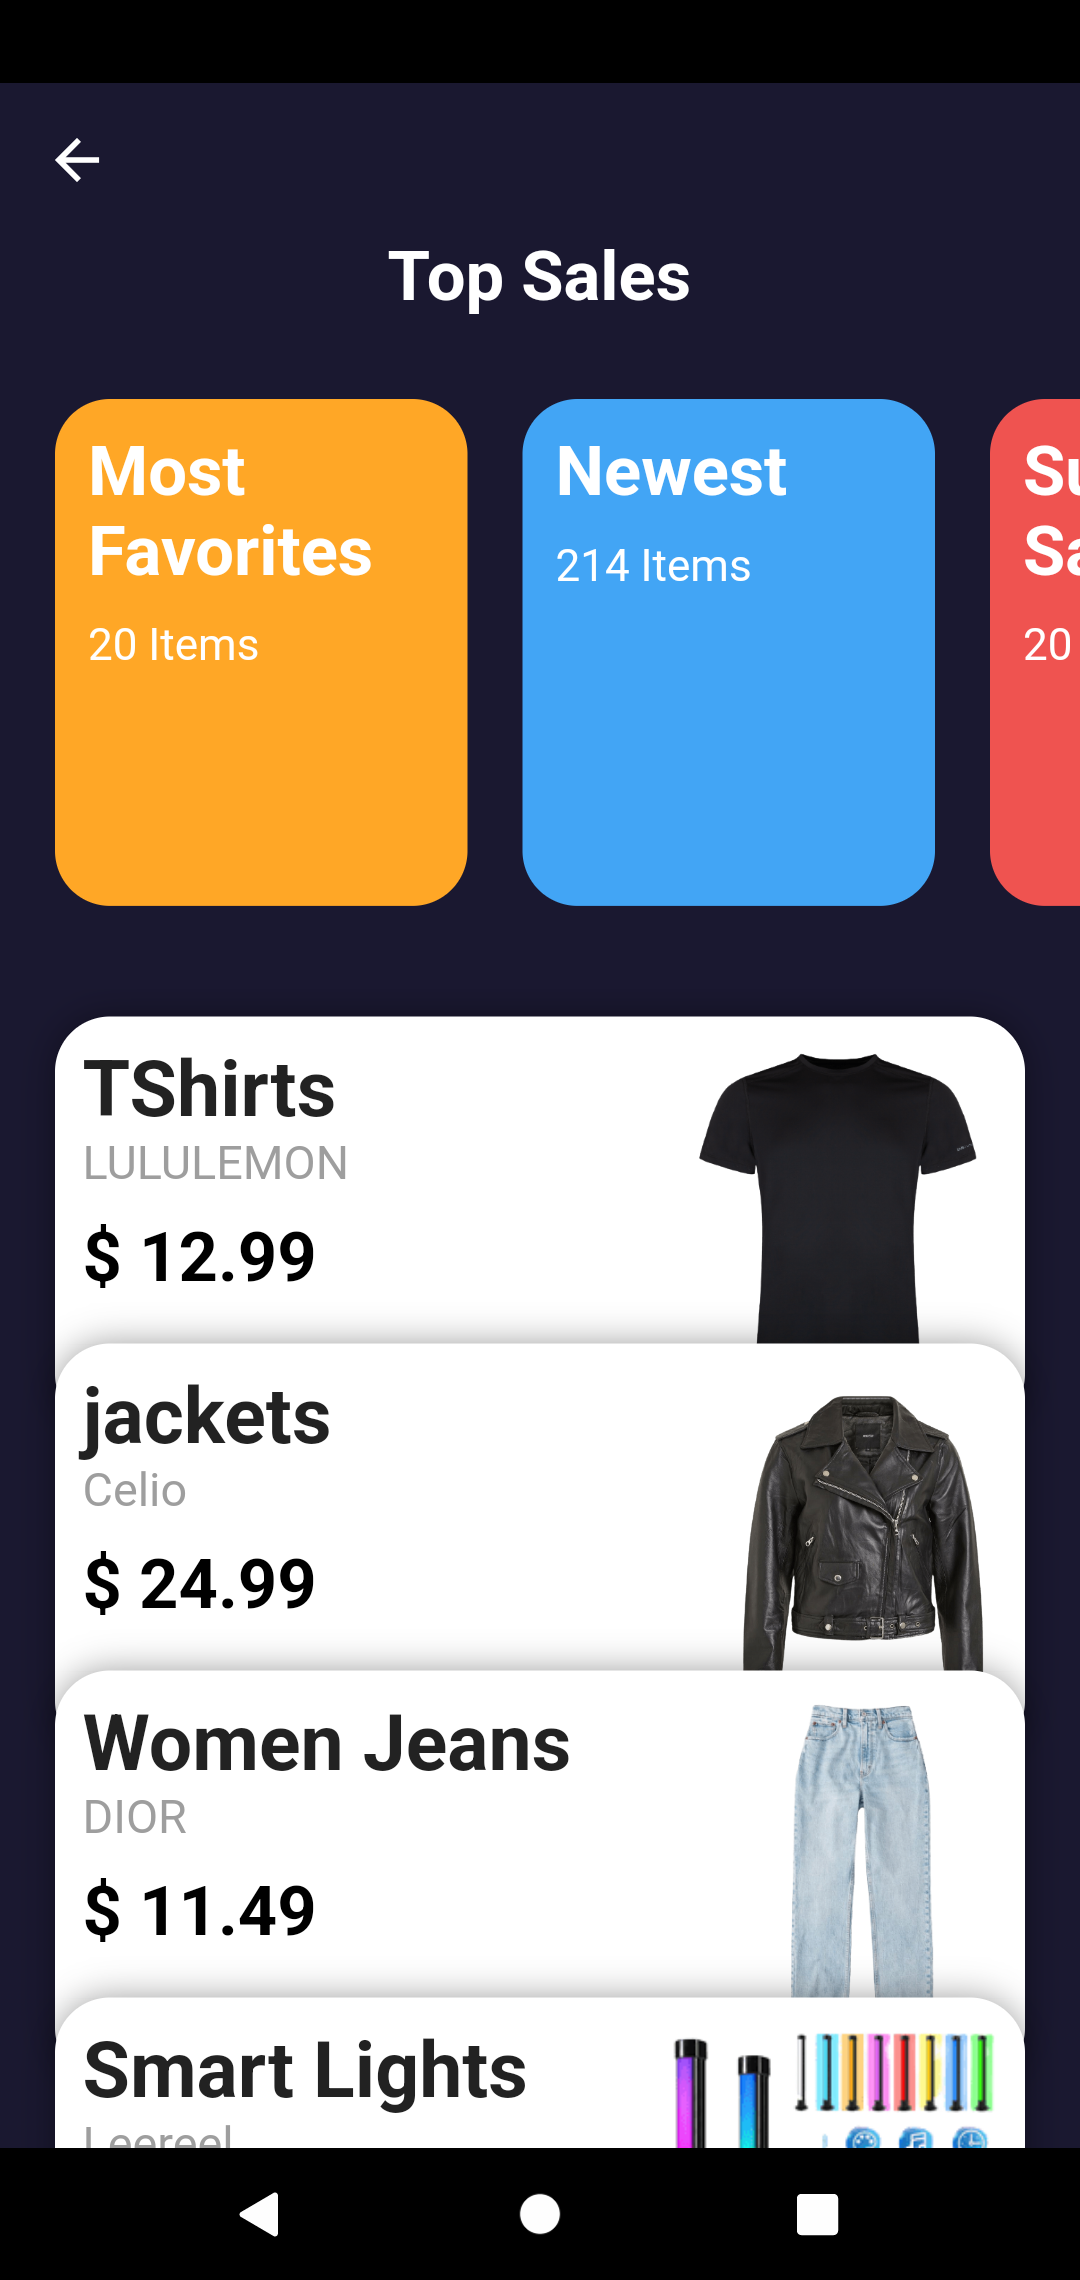 Top Sales
Most
Favorites
20 Items
Newest
214 Items
Su
Sa
20
TShirts
LULULEMON
$ 12.99
jackets
Celio
$ 24.99
Women Jeans
DIOR
$ 11.49
Smart Lights
Leereel